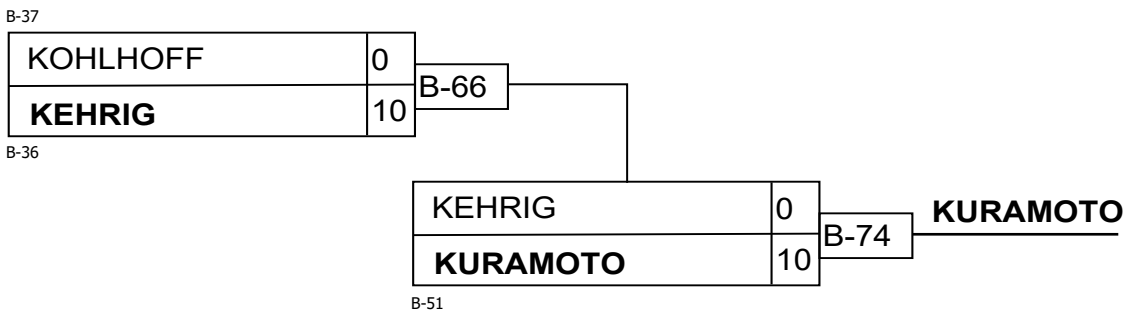 B-37
KOHLHOFF 0
B-66
KEHRIG 10
B-36
KEHRIG 0
KURAMOTO
B-74
KURAMOTO 10
B-51